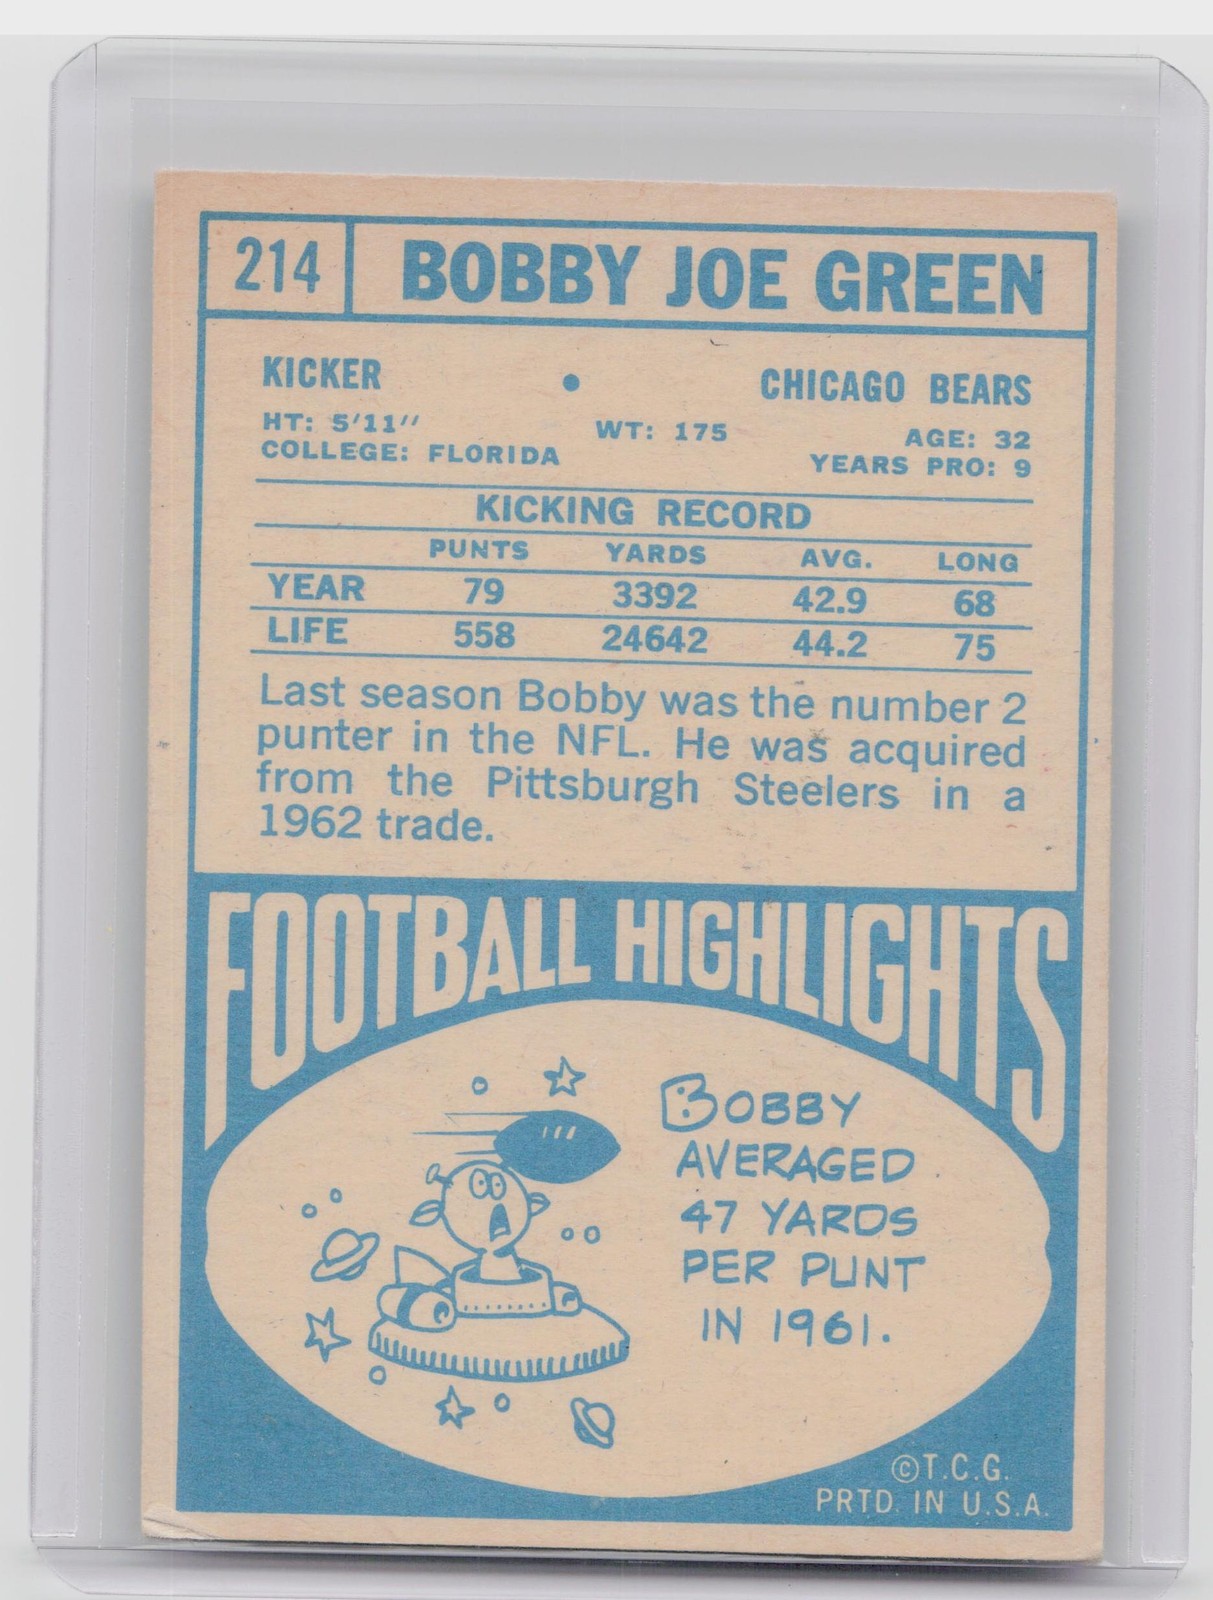 214 BOBBY JOE GREEN
KICKER • CHICAGO BEARS
HT: 5'11" WT: 175 AGE: 32
COLLEGE: FLORIDA YEARS PRO: 9
KICKING RECORD
PUNTS YARDS AVG. LONG
YEAR 79 3392 42.9 68
LIFE 558 24642 44.2 75
Last season Bobby was the number 2
punter in the NFL. He was acquired
from the Pittsburgh Steelers in a
1962 trade.
FOOTBALL HIGHLIGHTS
BOBBY
AVERAGED
47 YARDS
PER PUNT
IN 1961.
©T.C.G.
PRTD. IN U.S.A.